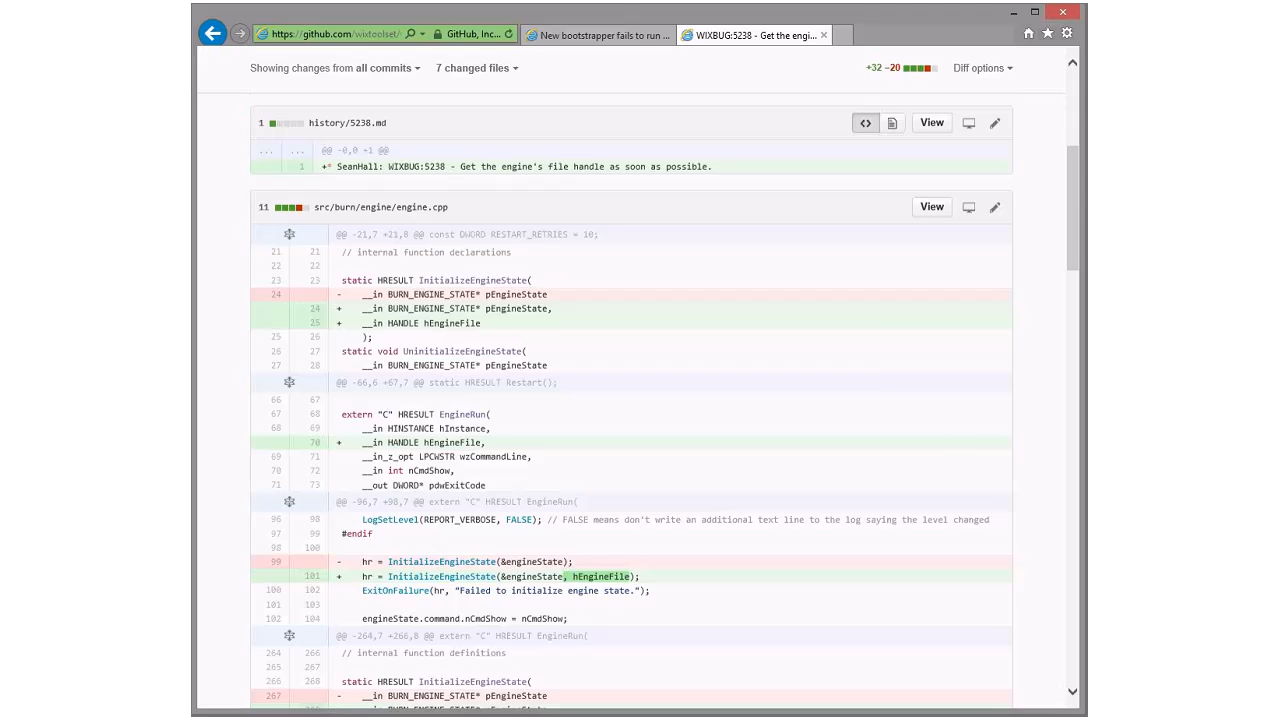 https://github.com/wixtoolset/ GitHub, Inc... New bootstrapper fails to run ... WIXBUG:5238 - Get the engi...
Showing changes from all commits 7 changed files +32 −20 Diff options
1 history/5238.md View
... ... @@ -0,0 +1 @@
1 +* SeanHall: WIXBUG:5238 - Get the engine's file handle as soon as possible.
11 src/burn/engine/engine.cpp View
@@ -21,7 +21,8 @@ const DWORD RESTART_RETRIES = 10;
21 21 // internal function declarations
22 22
23 23 static HRESULT InitializeEngineState(
24 - __in BURN_ENGINE_STATE* pEngineState
24 + __in BURN_ENGINE_STATE* pEngineState,
25 + __in HANDLE hEngineFile
25 26 );
26 27 static void UninitializeEngineState(
27 28 __in BURN_ENGINE_STATE* pEngineState
@@ -66,6 +67,7 @@ static HRESULT Restart();
66 67
67 68 extern "C" HRESULT EngineRun(
68 69 __in HINSTANCE hInstance,
70 + __in HANDLE hEngineFile,
69 71 __in_z_opt LPCWSTR wzCommandLine,
70 72 __in int nCmdShow,
71 73 __out DWORD* pdwExitCode
@@ -96,7 +98,7 @@ extern "C" HRESULT EngineRun(
96 98 LogSetLevel(REPORT_VERBOSE, FALSE); // FALSE means don't write an additional text line to the log saying the level changed
97 99 #endif
98 100
99 - hr = InitializeEngineState(&engineState);
101 + hr = InitializeEngineState(&engineState, hEngineFile);
100 102 ExitOnFailure(hr, "Failed to initialize engine state.");
101 103
102 104 engineState.command.nCmdShow = nCmdShow;
@@ -264,7 +266,8 @@ extern "C" HRESULT EngineRun(
264 266 // internal function definitions
265 267
266 268 static HRESULT InitializeEngineState(
267 - __in BURN_ENGINE_STATE* pEngineState